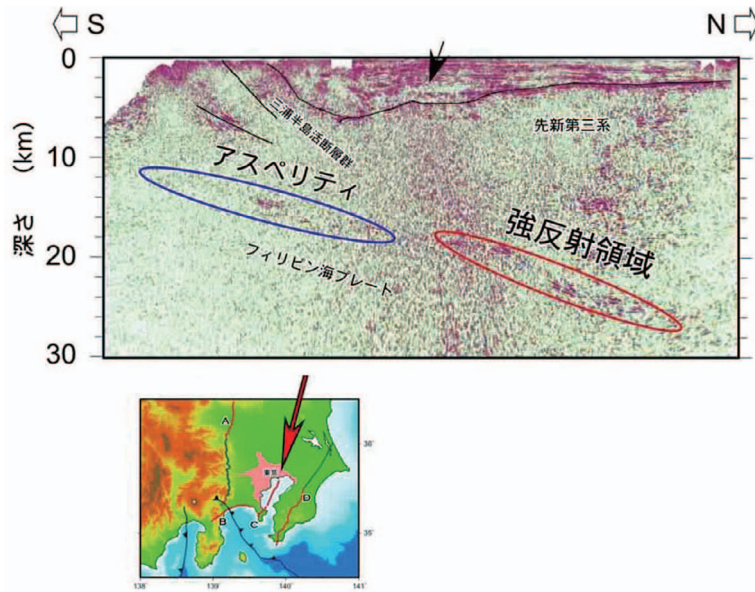 S
N
0
10
20
30
深さ (km)
三浦半島活断層群
先新第三系
アスペリティ
強反射領域
フィリピン海プレート
A
B
C
D
東京
36°
35°
138°
139°
140°
141°